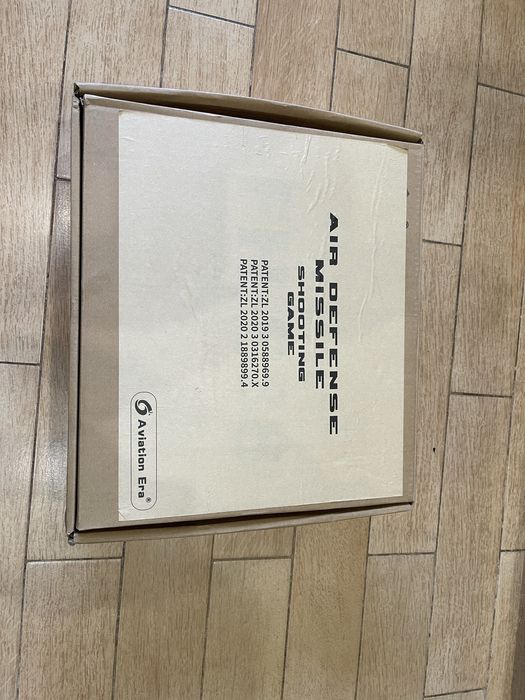 AIR DEFENSE
MISSILE
SHOOTING
GAME
PATENT:ZL 2019 3 0588969.9
PATENT:ZL 2020 3 0316270.X
PATENT:ZL 2020 2 1889899.4
Aviation Era®